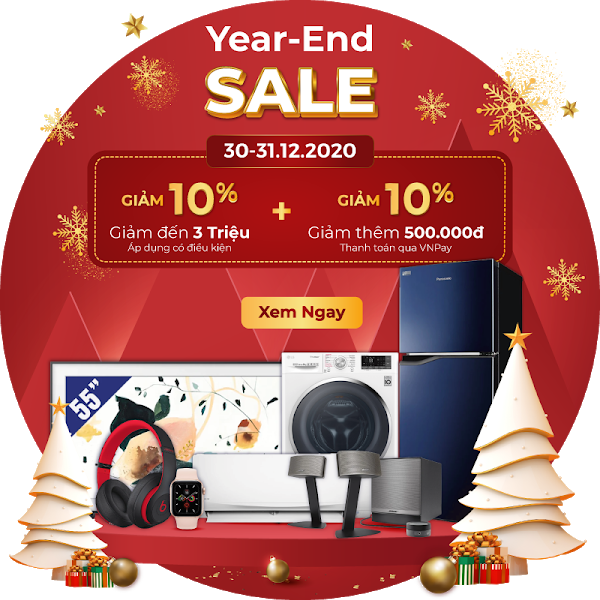 Year-End
SALE
30-31.12.2020
GIẢM 10%
Giảm đến 3 Triệu
Áp dụng có điều kiện
+
GIẢM 10%
Giảm thêm 500.000đ
Thanh toán qua VNPay
Xem Ngay
Panasonic
55"